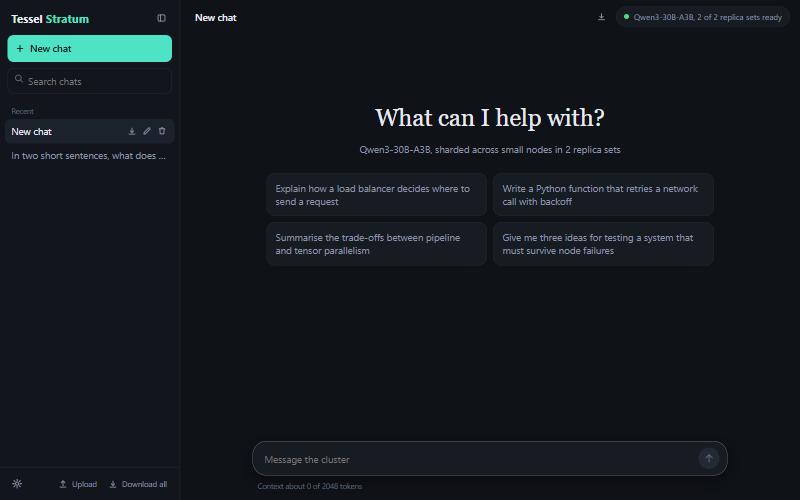 Tessel Stratum
New chat
Search chats
Recent
New chat
In two short sentences, what does ...
Upload
Download all
New chat
Qwen3-30B-A3B, 2 of 2 replica sets ready
What can I help with?
Qwen3-30B-A3B, sharded across small nodes in 2 replica sets
Explain how a load balancer decides where to
send a request
Write a Python function that retries a network
call with backoff
Summarise the trade-offs between pipeline
and tensor parallelism
Give me three ideas for testing a system that
must survive node failures
Message the cluster
Context about 0 of 2048 tokens